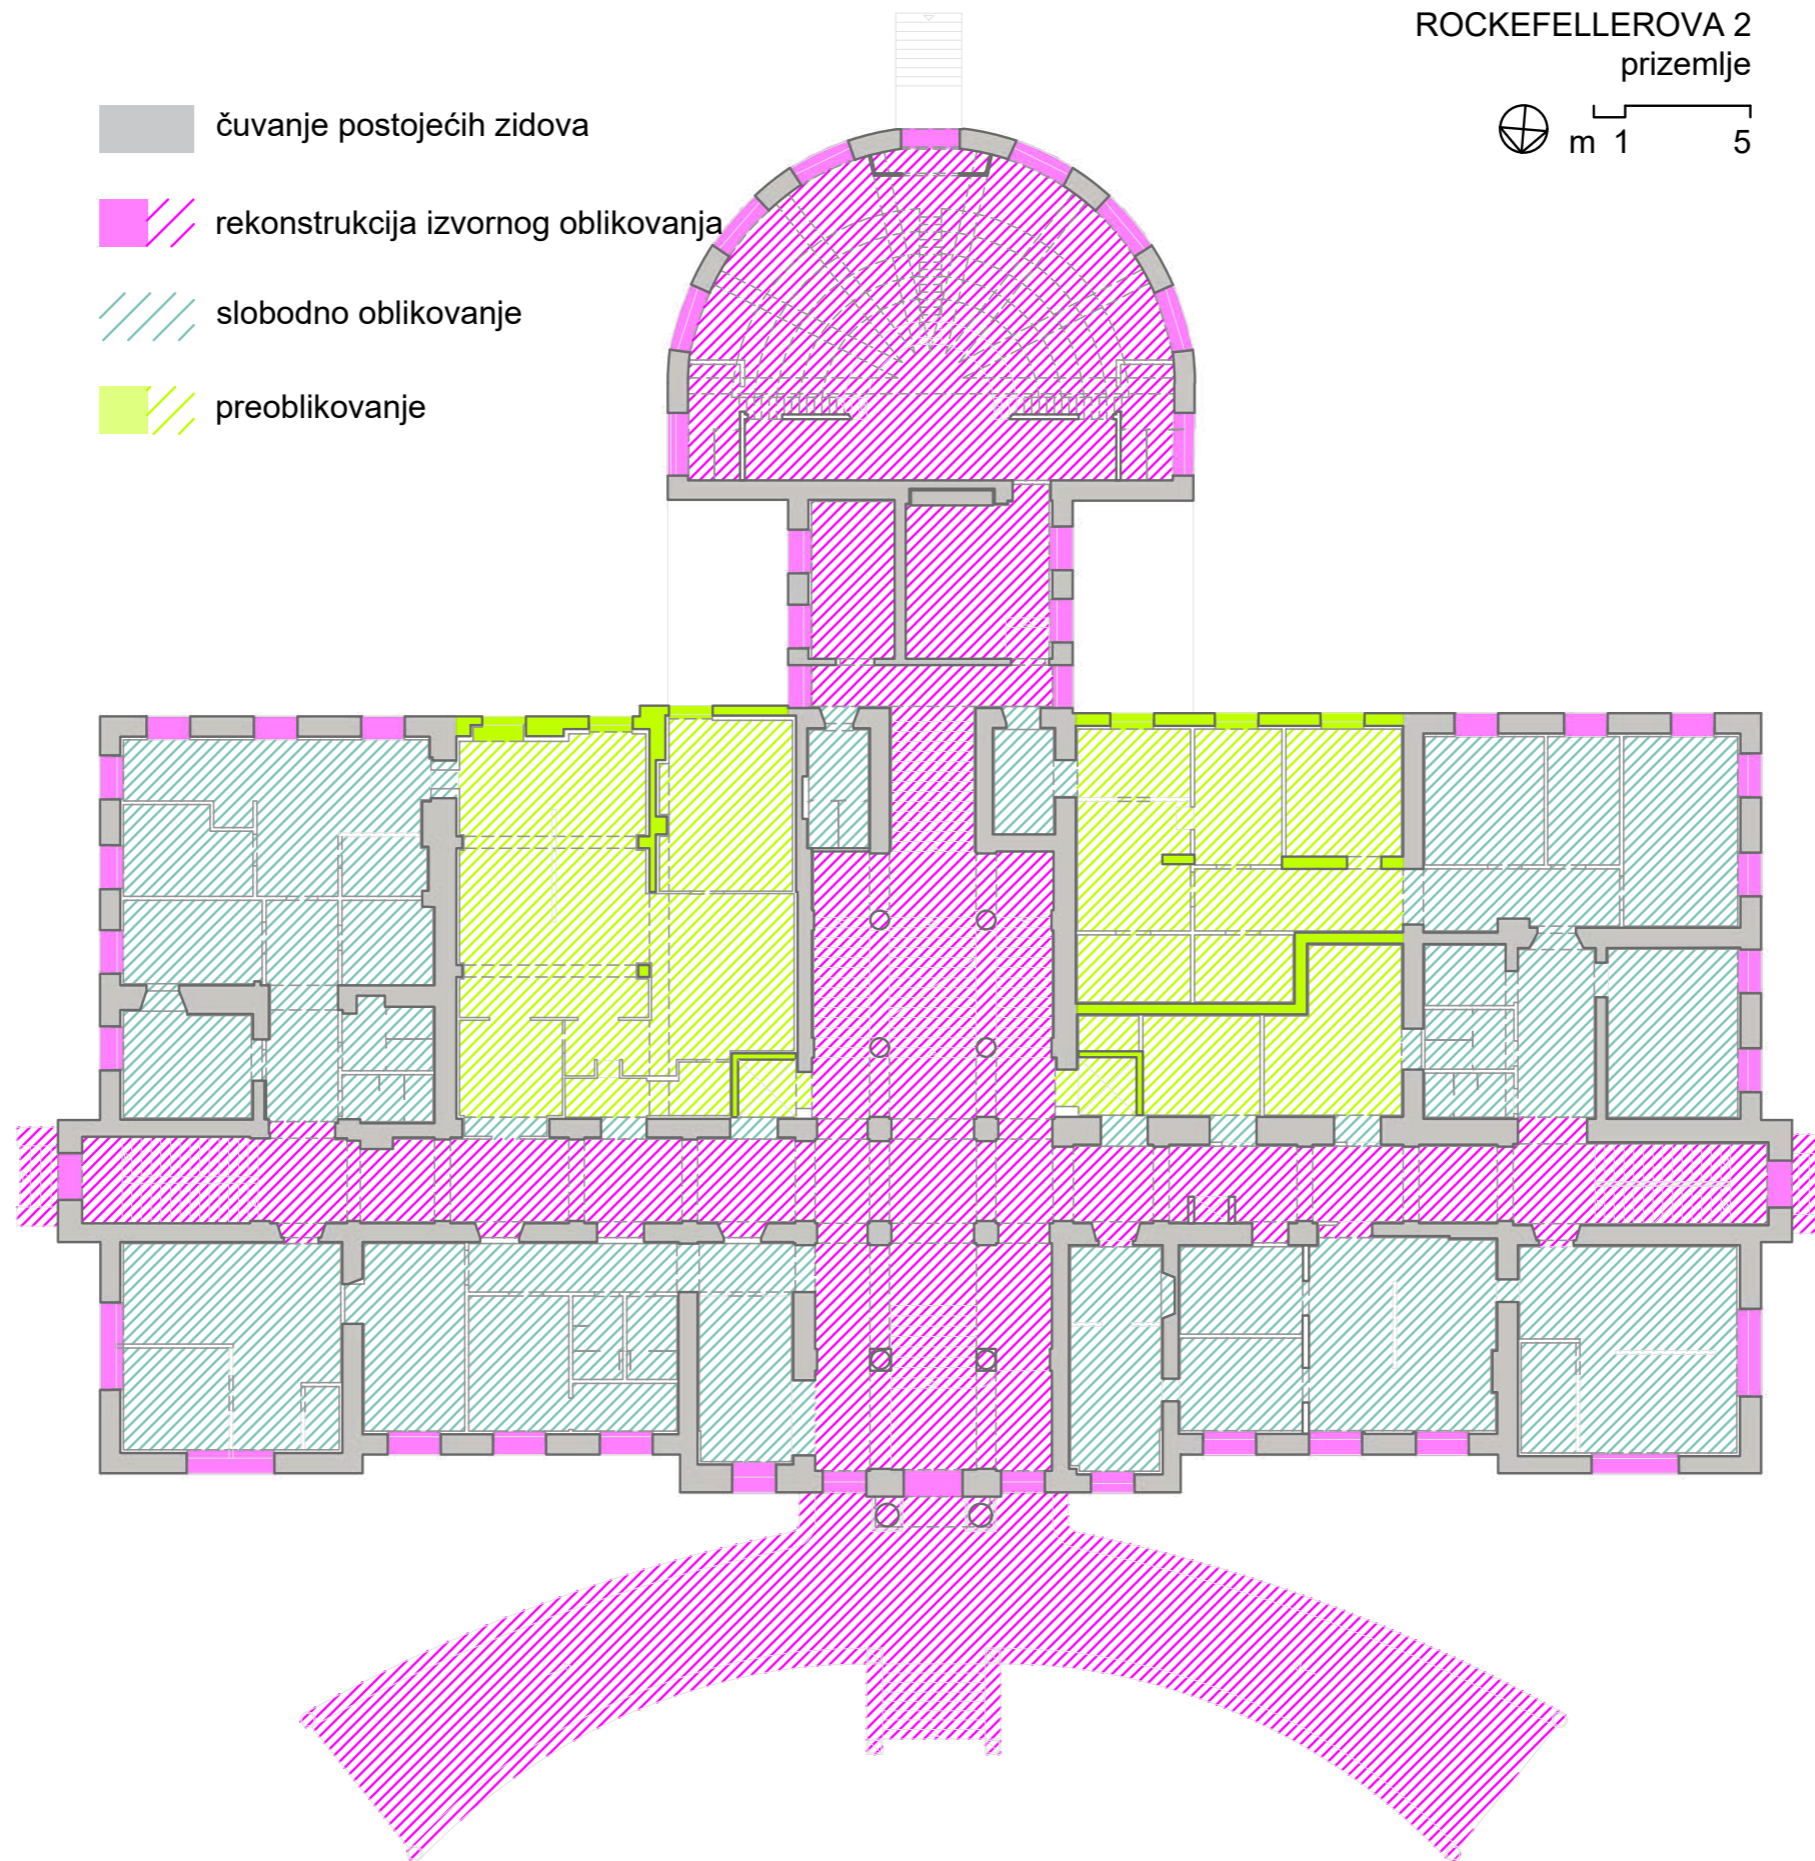 ROCKEFELLEROVA 2
prizemlje
m 1 5
čuvanje postojećih zidova
rekonstrukcija izvornog oblikovanja
slobodno oblikovanje
preoblikovanje